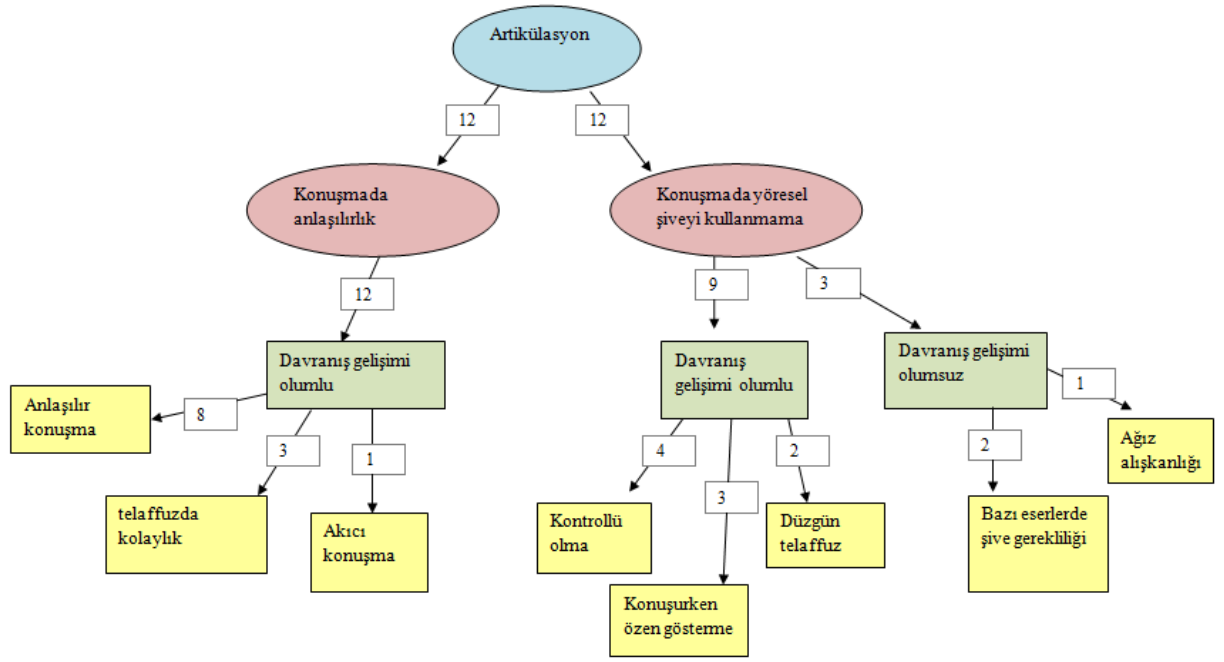 Artikülasyon
12
12
Konuşmada
anlaşılırlık
Konuşmada yöresel
şiveyi kullanmama
12
9
3
Davranış gelişimi
olumlu
Davranış
gelişimi olumlu
Davranış gelişimi
olumsuz
Anlaşılır
konuşma
8
3
1
4
3
2
2
1
Ağız
alışkanlığı
telaffuzda
kolaylık
Akıcı
konuşma
Kontrollü
olma
Düzgün
telaffuz
Bazı eserlerde
şive gerekliliği
Konuşurken
özen gösterme